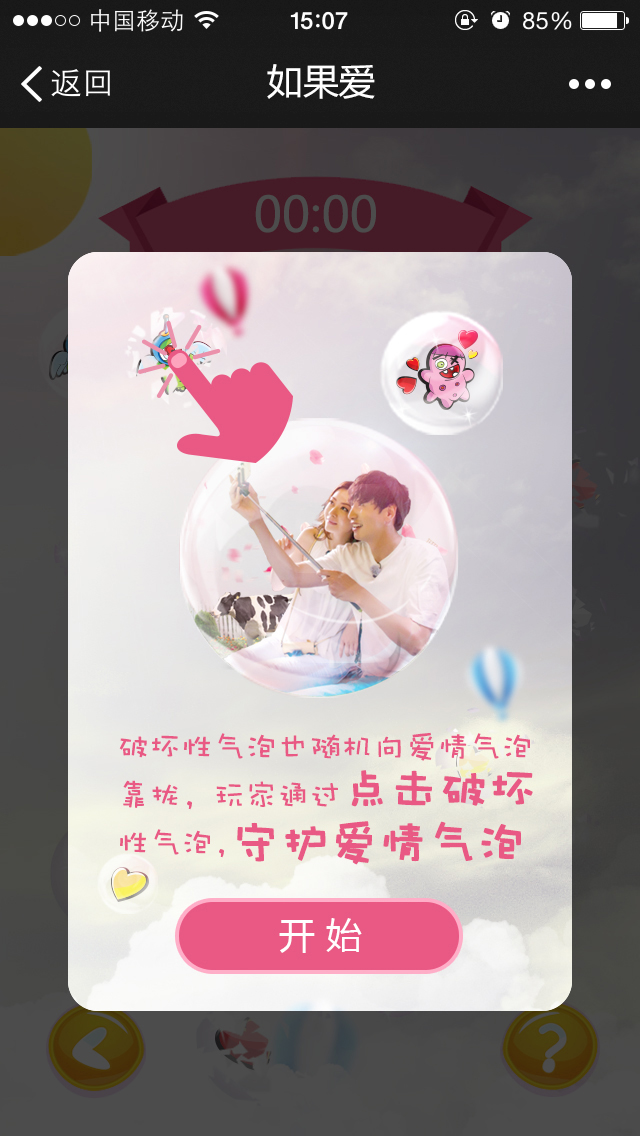 中国移动 15:07 85%
返回 如果爱
00:00
破坏性气泡也随机向爱情气泡
靠拢，玩家通过点击破坏
性气泡,守护爱情气泡
开始
?